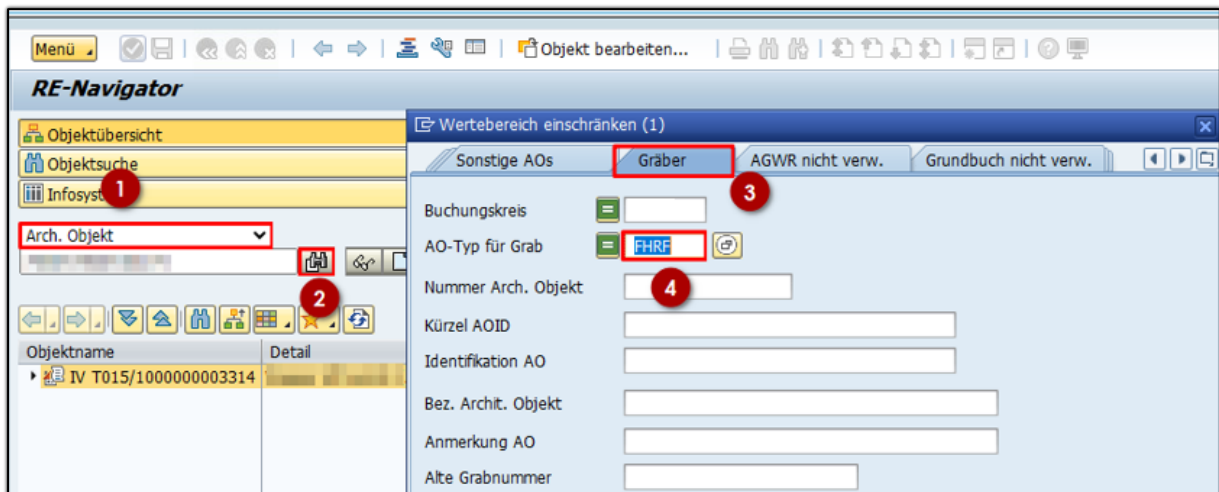 Menü
Objekt bearbeiten...
RE-Navigator
Objektübersicht
Objektsuche
Infosyst
1
Arch. Objekt
2
Objektname Detail
IV T015/1000000003314
Wertebereich einschränken (1)
Sonstige AOs Gräber AGWR nicht verw. Grundbuch nicht verw.
3
Buchungskreis
AO-Typ für Grab FHRF
4
Nummer Arch. Objekt
Kürzel AOID
Identifikation AO
Bez. Archit. Objekt
Anmerkung AO
Alte Grabnummer